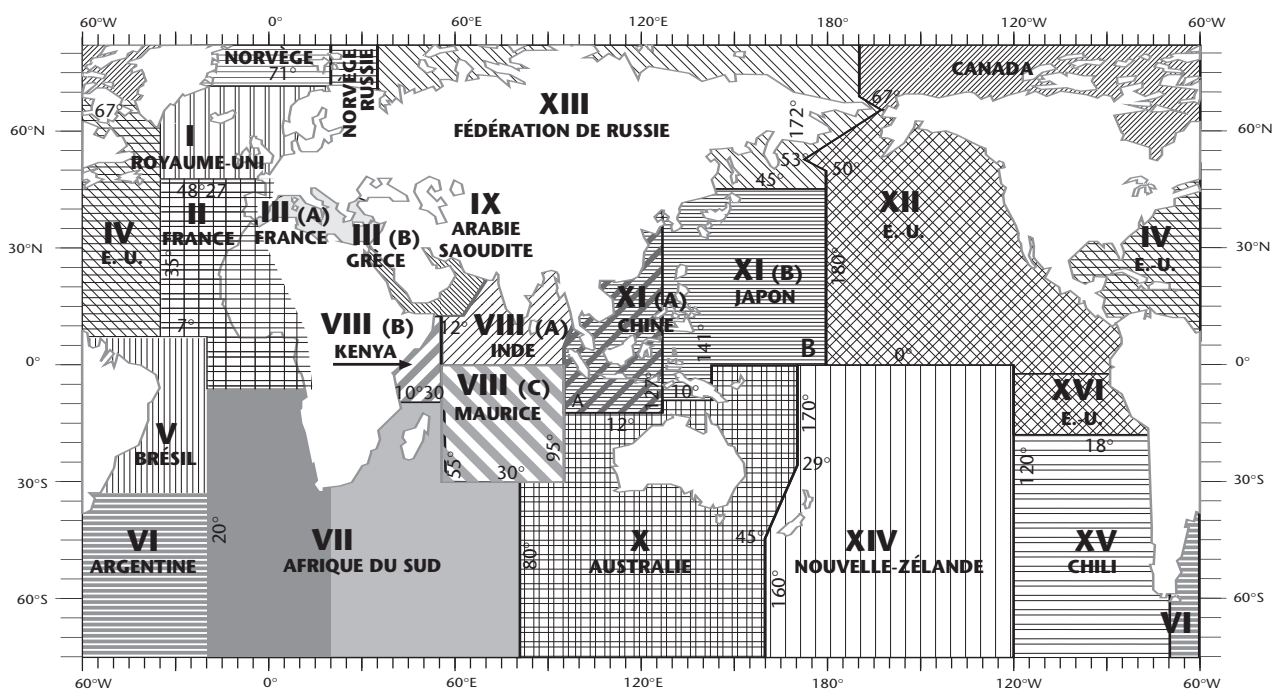 60°W 0° 60°E 120°E 180° 120°W 60°W
NORVÈGE
71°
NORVÈGE
RUSSIE
CANADA
67°
67°
XIII
FÉDÉRATION DE RUSSIE
172°
60°N
60°N
I
ROYAUME-UNI
53°
50°
45°
48°27
II
FRANCE
35°
III (A)
FRANCE
III (B)
GRÈCE
IX
ARABIE
SAOUDITE
XII
E. U.
IV
E. U.
IV
E.-U.
30°N
30°N
180°
XI (B)
JAPON
XI (A)
CHINE
7°
VIII (B)
KENYA
12°
VIII (A)
INDE
141°
B
0°
0°
0°
10°30
VIII (C)
MAURICE
A
27°
10°
12°
XVI
E.-U.
170°
V
BRÉSIL
55°
95°
30°
29°
18°
120°
30°S
30°S
20°
VI
ARGENTINE
VII
AFRIQUE DU SUD
80°
X
AUSTRALIE
45°
160°
XIV
NOUVELLE-ZÉLANDE
XV
CHILI
60°S
60°S
VI
60°W 0° 60°E 120°E 180° 120°W 60°W